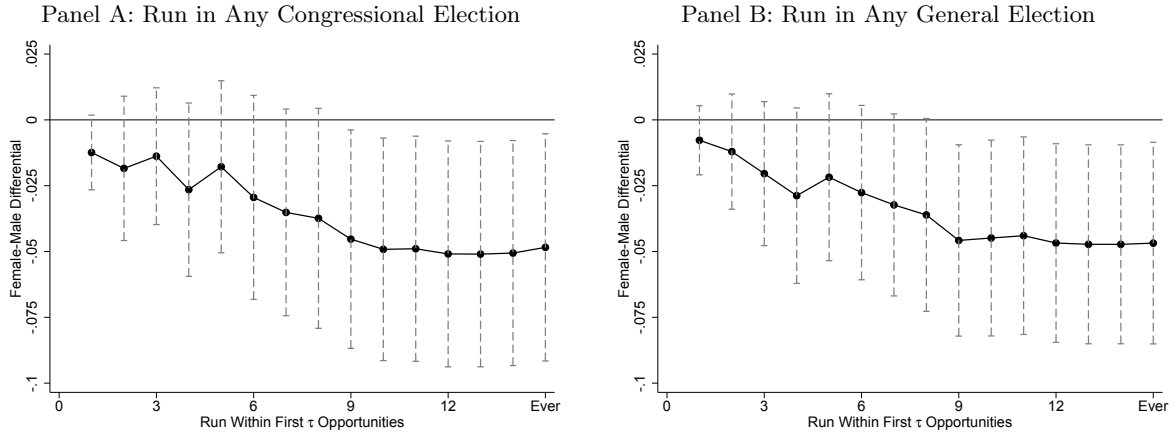 Panel A: Run in Any Congressional Election
Female-Male Differential
.025
0
-.025
-.05
-.075
-.1
0 3 6 9 12 Ever
Run Within First τ Opportunities
Panel B: Run in Any General Election
Female-Male Differential
.025
0
-.025
-.05
-.075
-.1
0 3 6 9 12 Ever
Run Within First τ Opportunities